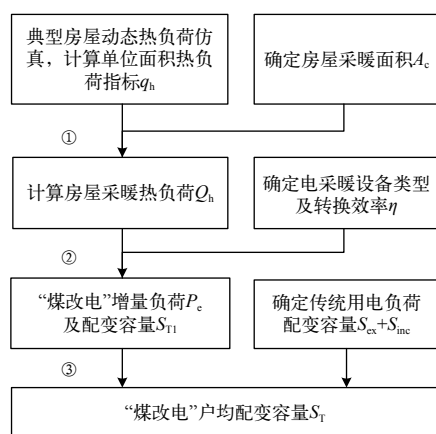 典型房屋动态热负荷仿
真，计算单位面积热负
荷指标qh
确定房屋采暖面积Ac
①
计算房屋采暖热负荷Qh
确定电采暖设备类型
及转换效率η
②
“煤改电”增量负荷Pe
及配变容量ST1
确定传统用电负荷
配变容量Sex+Sinc
③
“煤改电”户均配变容量ST